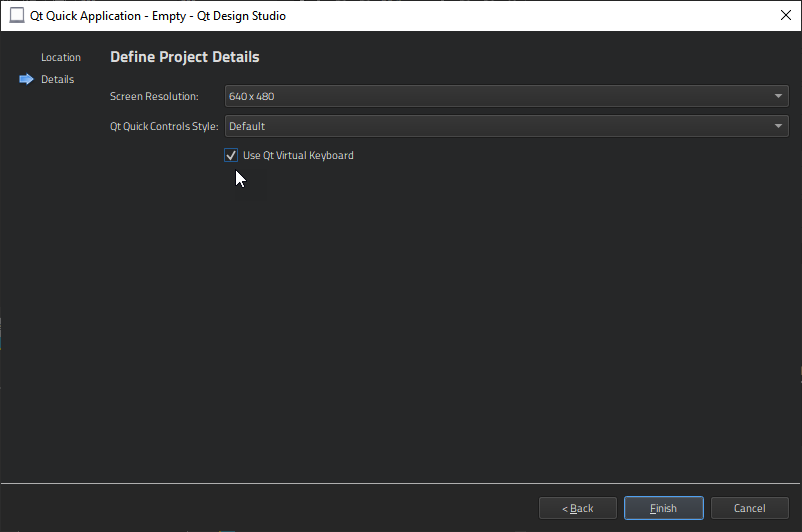 Qt Quick Application - Empty - Qt Design Studio
Location
Details
Define Project Details
Screen Resolution: 640 x 480
Qt Quick Controls Style: Default
Use Qt Virtual Keyboard
< Back Finish Cancel